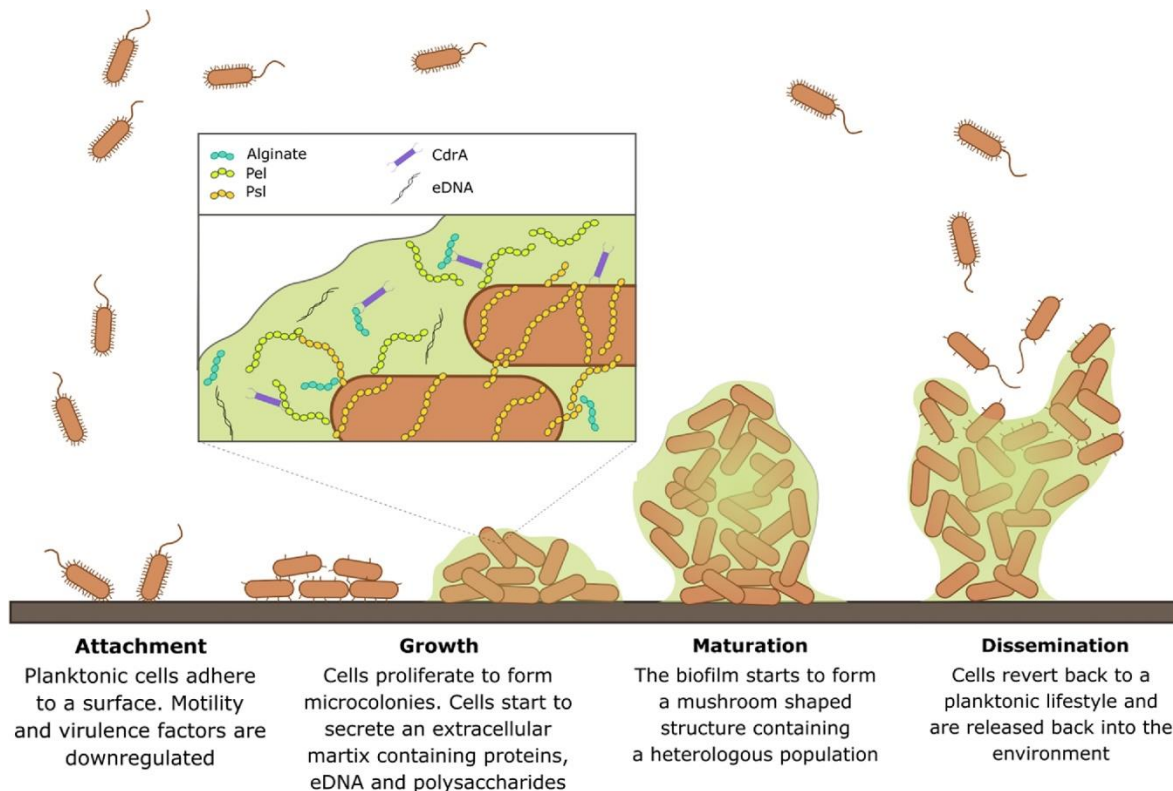 Alginate
Pel
Psl
CdrA
eDNA
Attachment
Planktonic cells adhere
to a surface. Motility
and virulence factors are
downregulated
Growth
Cells proliferate to form
microcolonies. Cells start to
secrete an extracellular
martix containing proteins,
eDNA and polysaccharides
Maturation
The biofilm starts to form
a mushroom shaped
structure containing
a heterologous population
Dissemination
Cells revert back to a
planktonic lifestyle and
are released back into the
environment